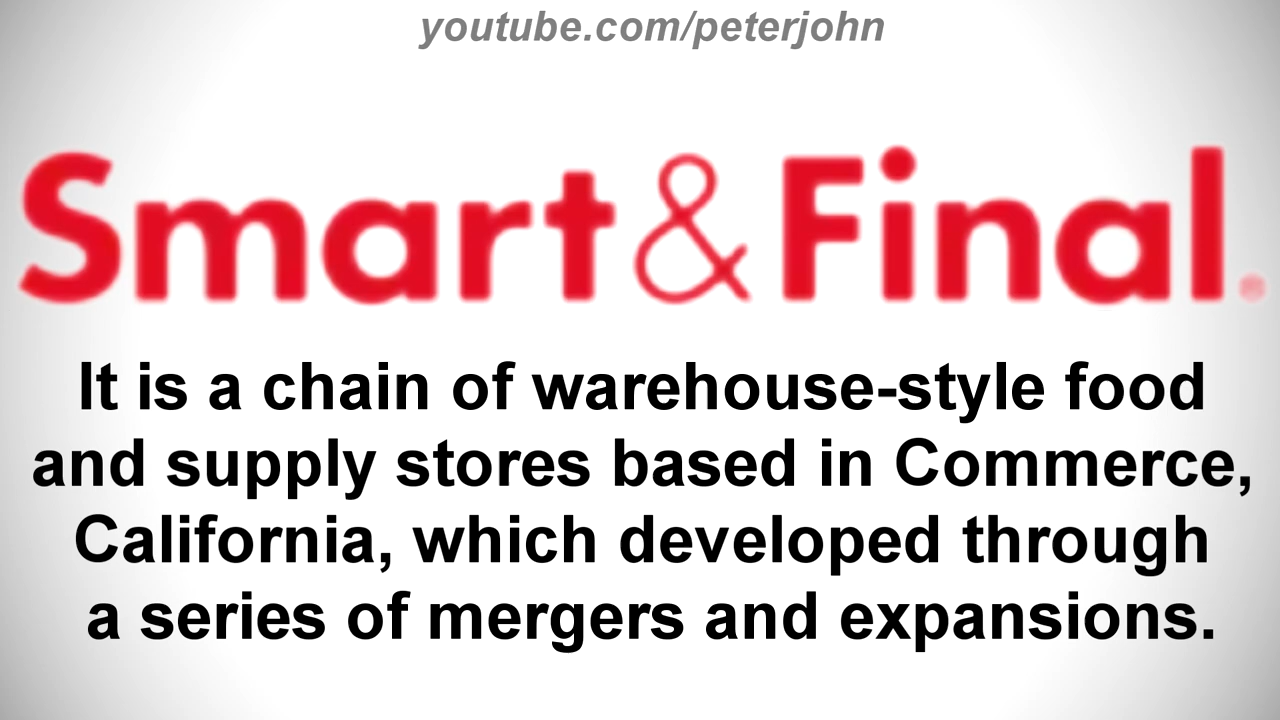 youtube.com/peterjohn
Smart&Final.
It is a chain of warehouse-style food
and supply stores based in Commerce,
California, which developed through
a series of mergers and expansions.